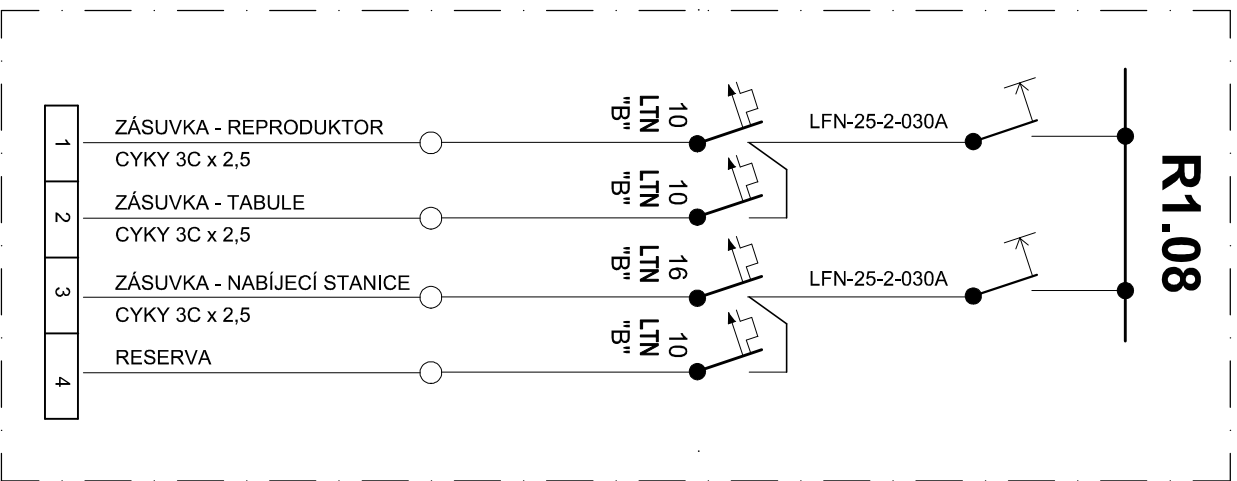 1
ZÁSUVKA - REPRODUKTOR
CYKY 3C x 2,5
10
LTN
"B"
LFN-25-2-030A
2
ZÁSUVKA - TABULE
CYKY 3C x 2,5
10
LTN
"B"
3
ZÁSUVKA - NABÍJECÍ STANICE
CYKY 3C x 2,5
16
LTN
"B"
LFN-25-2-030A
4
RESERVA
10
LTN
"B"
R1.08